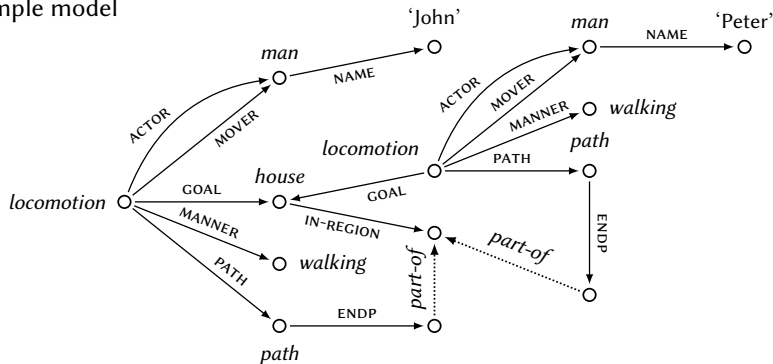 mple model
'John'
man
'Peter'
man
NAME
NAME
ACTOR
MOVER
MANNER
walking
ACTOR
MOVER
locomotion
PATH
path
house
GOAL
locomotion
GOAL
IN-REGION
ENDP
MANNER
walking
part-of
part-of
PATH
ENDP
path